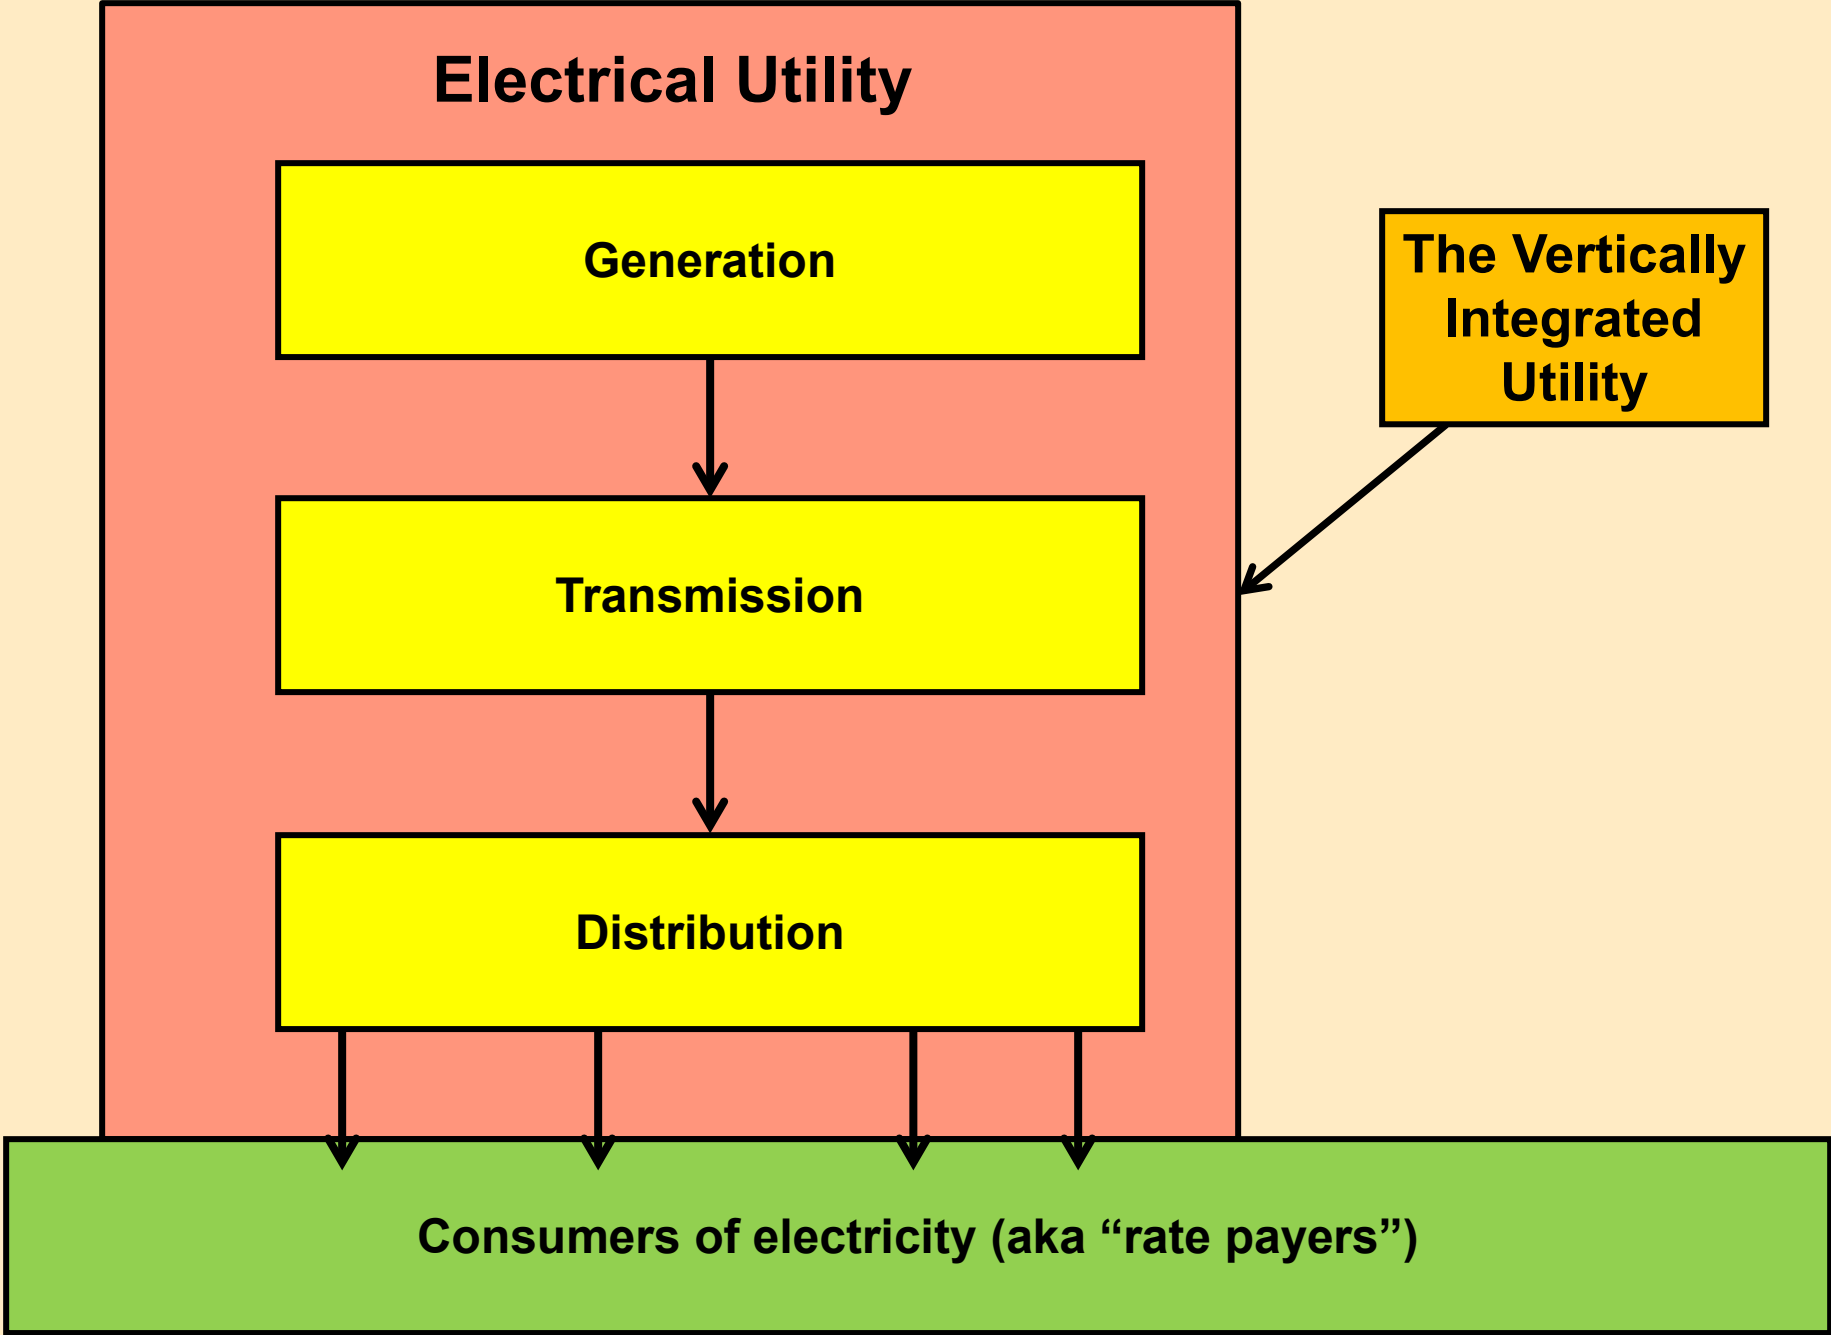 Electrical Utility
Generation
The Vertically
Integrated
Utility
Transmission
Distribution
Consumers of electricity (aka “rate payers”)